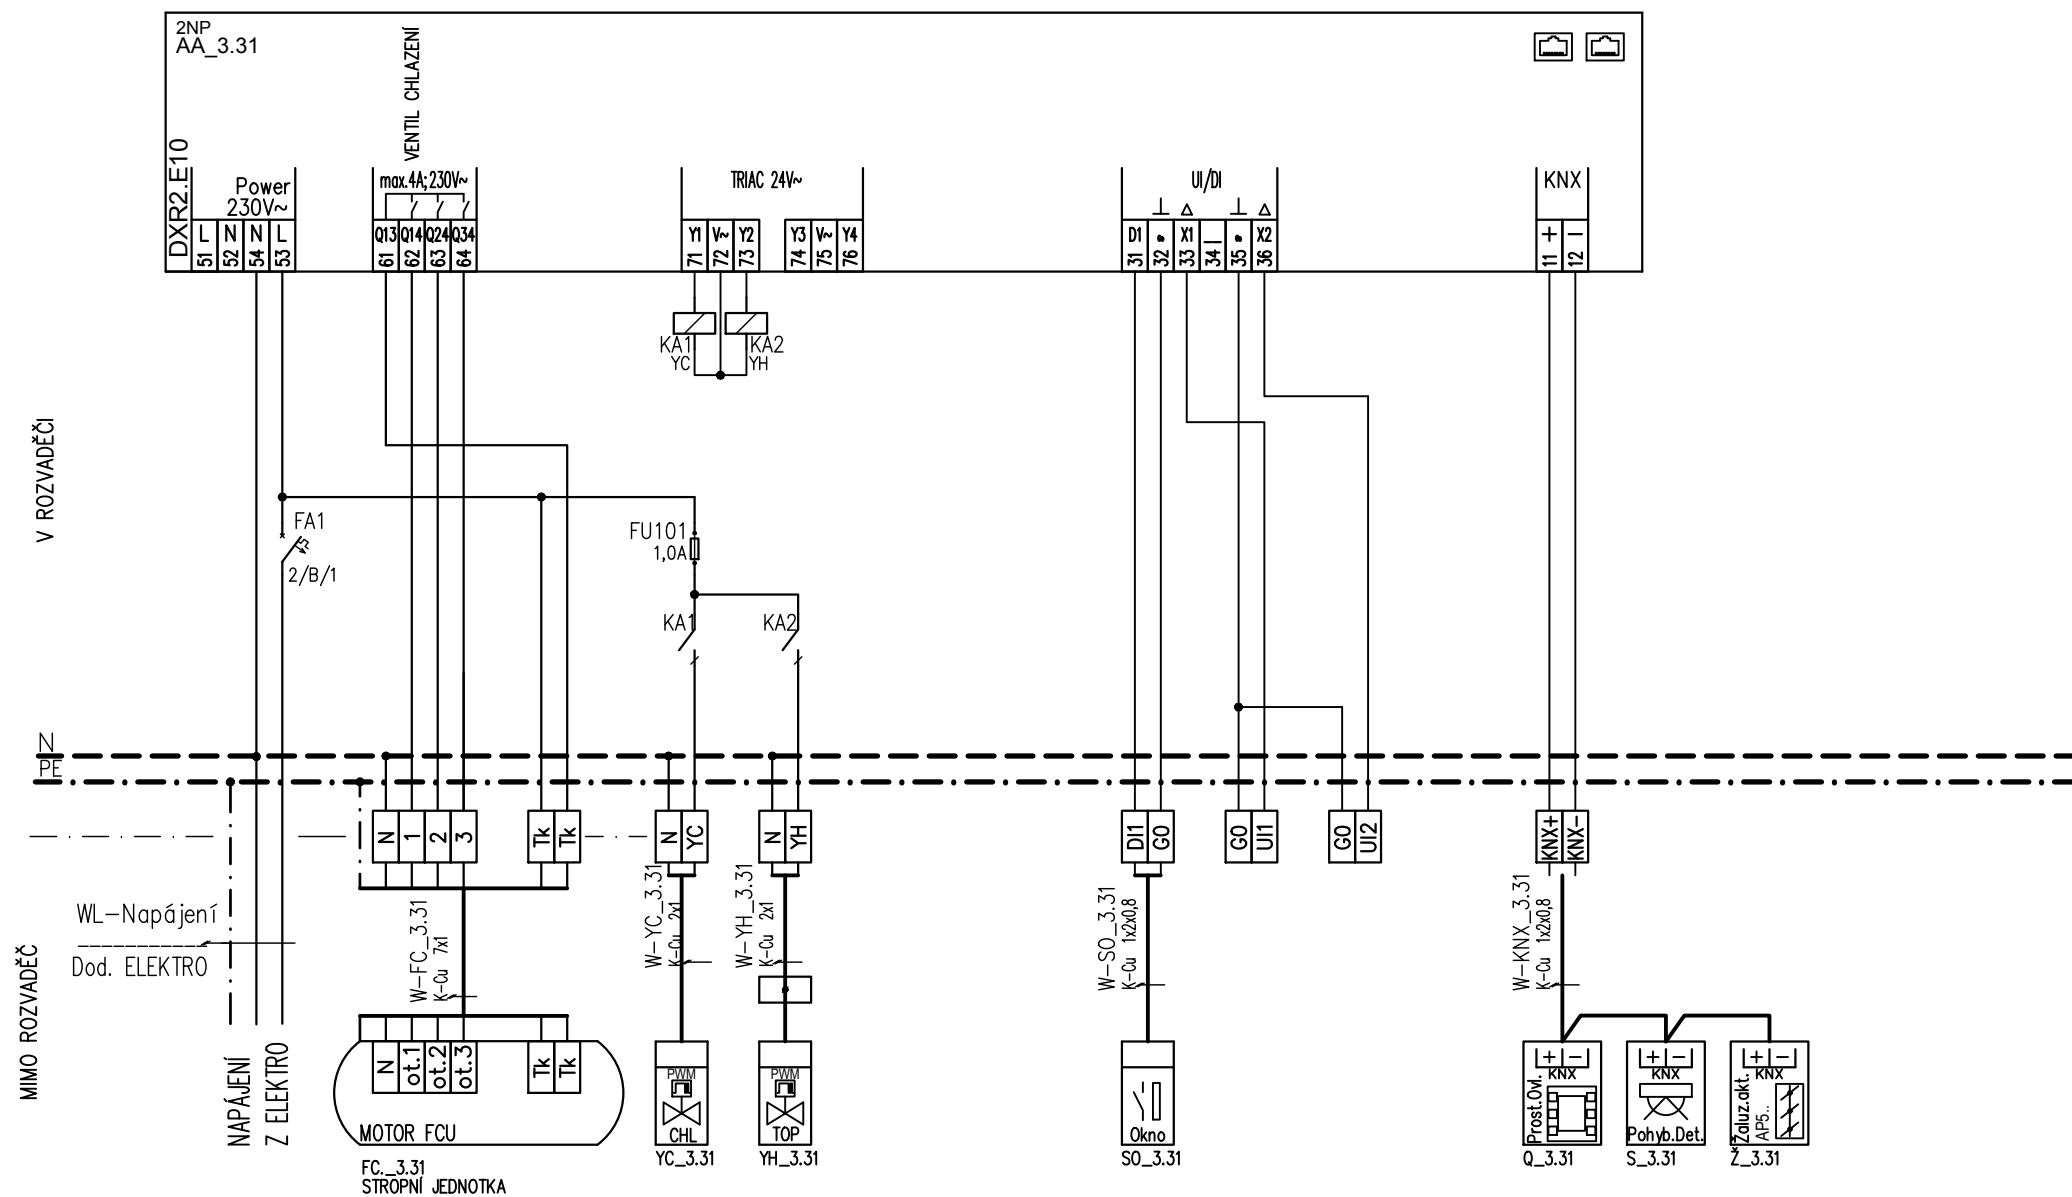 2NP
AA_3.31
DXR2.E10
VENTIL CHLAZENÍ
Power
230V~
max.4A;230V~
TRIAC 24V~
UI/DI
KNX
L N N L
51 52 54 53
Q13 Q14 Q24 Q34
61 62 63 64
Y1 V~ Y2
71 72 73
Y3 V~ Y4
74 75 76
D1 X1 X2
31 32 33 34 35 36
+ −
11 12
KA1
YC
KA2
YH
V ROZVADĚČI
FA1
2/B/1
FU101
1,0A
KA1
KA2
N
PE
N 1 2 3
Tk Tk
N YC
N YH
DI1 GO
GO UI1
GO UI2
KNX+ KNX-
MIMO ROZVADĚČ
WL-Napájení
Dod. ELEKTRO
W-FC_3.31
K-Cu 7x1
W-YC_3.31
K-Cu 2x1
W-YH_3.31
K-Cu 2x1
W-SO_3.31
K-Cu 1x2x0,8
W-KNX_3.31
K-Cu 1x2x0,8
NAPÁJENÍ
Z ELEKTRO
N ot.1 ot.2 ot.3
Tk Tk
MOTOR FCU
FC._3.31
STROPNÍ JEDNOTKA
PWM
CHL
YC_3.31
PWM
TOP
YH_3.31
Okno
SO_3.31
+ −
KNX
Prost.Ovl.
Q_3.31
+ −
KNX
Pohyb.Det.
S_3.31
+ −
KNX
Žaluz.akt.
AP5..
Ž_3.31